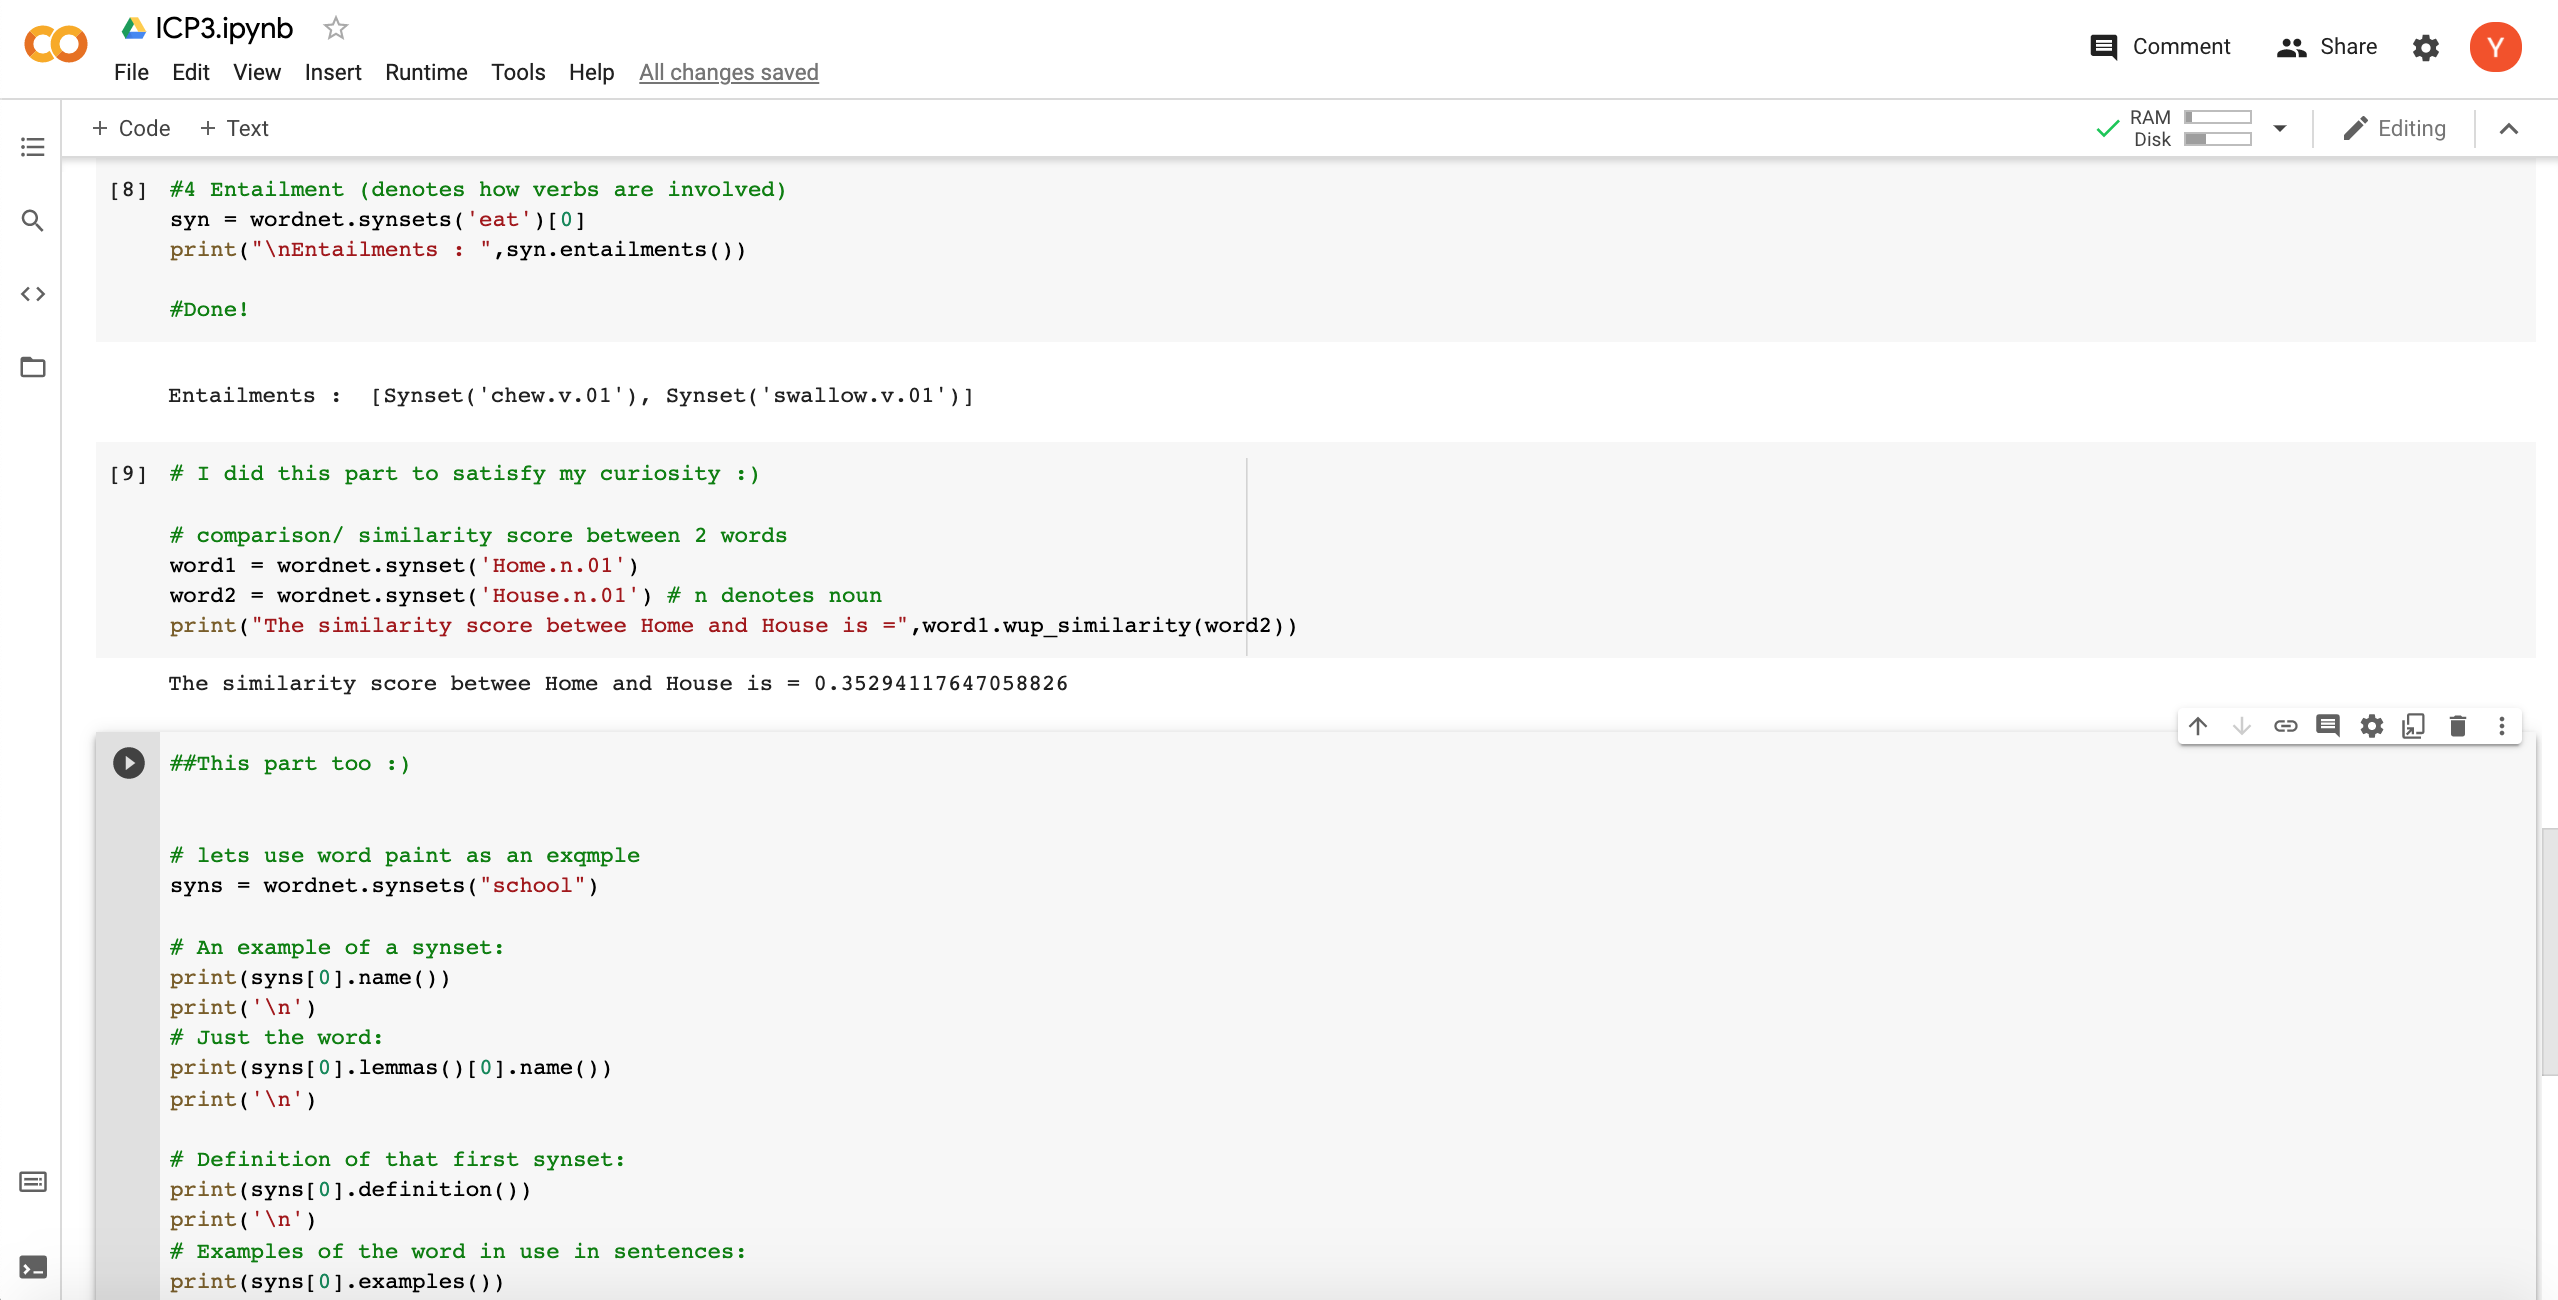 ICP3.ipynb
File Edit View Insert Runtime Tools Help All changes saved
Comment Share Y
+ Code + Text
RAM
Disk
Editing
[8] #4 Entailment (denotes how verbs are involved)
syn = wordnet.synsets('eat')[0]
print("\nEntailments : ",syn.entailments())
#Done!
Entailments :  [Synset('chew.v.01'), Synset('swallow.v.01')]
[9] # I did this part to satisfy my curiosity :)
# comparison/ similarity score between 2 words
word1 = wordnet.synset('Home.n.01')
word2 = wordnet.synset('House.n.01') # n denotes noun
print("The similarity score betwee Home and House is =",word1.wup_similarity(word2))
The similarity score betwee Home and House is = 0.35294117647058826
##This part too :)
# lets use word paint as an exqmple
syns = wordnet.synsets("school")
# An example of a synset:
print(syns[0].name())
print('\n')
# Just the word:
print(syns[0].lemmas()[0].name())
print('\n')
# Definition of that first synset:
print(syns[0].definition())
print('\n')
# Examples of the word in use in sentences:
print(syns[0].examples())